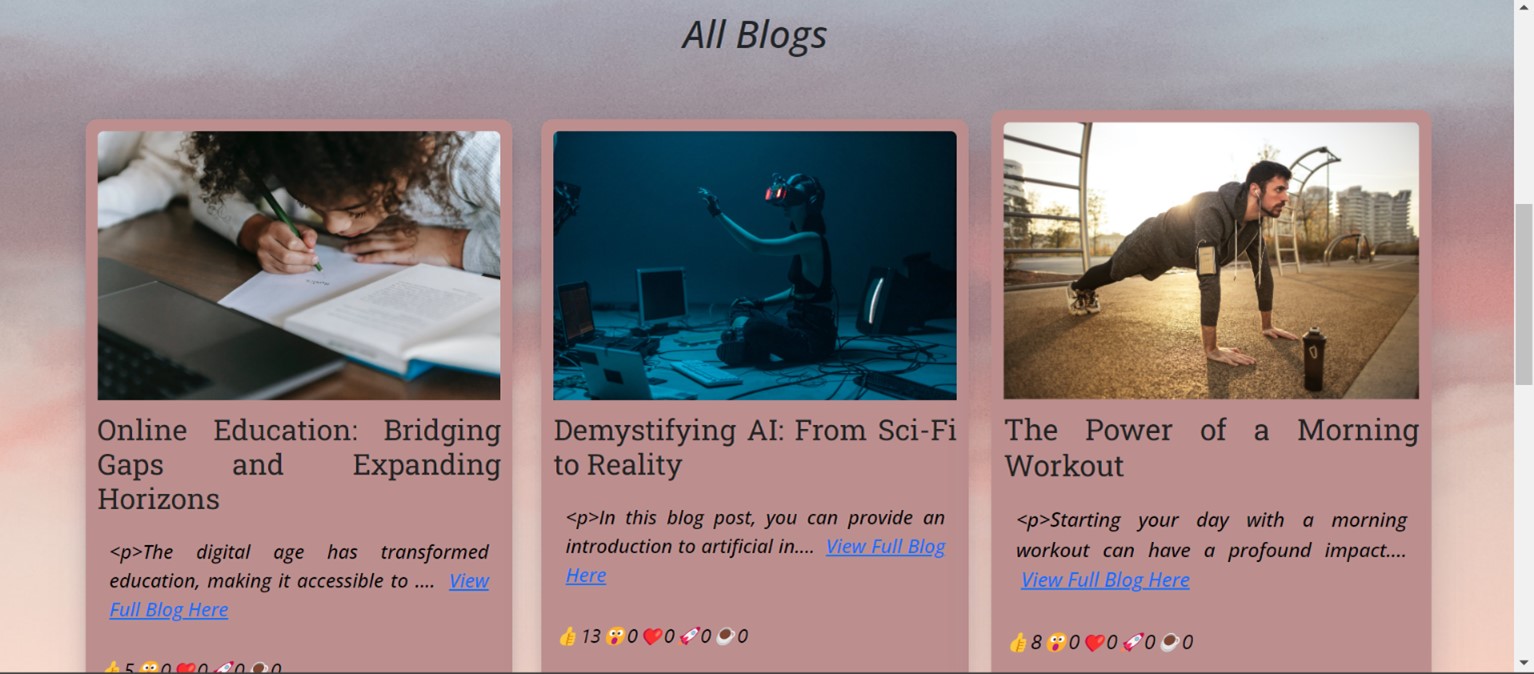 All Blogs
Online Education: Bridging
Gaps and Expanding
Horizons
<p>The digital age has transformed
education, making it accessible to .... View
Full Blog Here
👍5 😲0 ❤️0 🚀0 ☕0
Demystifying AI: From Sci-Fi
to Reality
<p>In this blog post, you can provide an
introduction to artificial in.... View Full Blog
Here
👍13 😲0 ❤️0 🚀0 ☕0
The Power of a Morning
Workout
<p>Starting your day with a morning
workout can have a profound impact....
View Full Blog Here
👍8 😲0 ❤️0 🚀0 ☕0